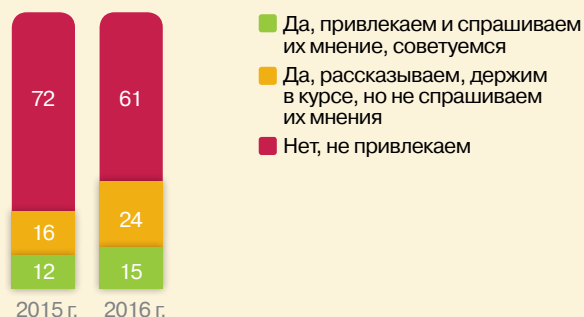 72
61
16
24
12
15
2015 г.
2016 г.
Да, привлекаем и спрашиваем
их мнение, советуемся
Да, рассказываем, держим
в курсе, но не спрашиваем
их мнения
Нет, не привлекаем